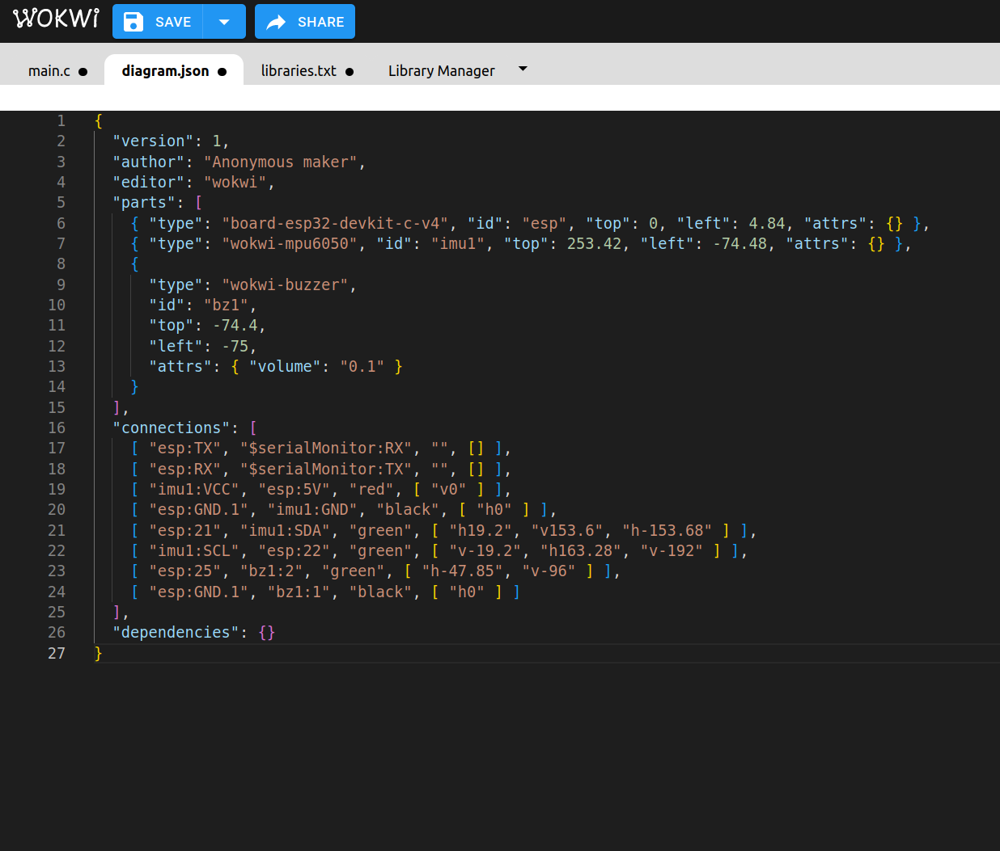 WOKWi
SAVE
SHARE
main.c ●
diagram.json ●
libraries.txt ●
Library Manager
1 {
2   "version": 1,
3   "author": "Anonymous maker",
4   "editor": "wokwi",
5   "parts": [
6     { "type": "board-esp32-devkit-c-v4", "id": "esp", "top": 0, "left": 4.84, "attrs": {} },
7     { "type": "wokwi-mpu6050", "id": "imu1", "top": 253.42, "left": -74.48, "attrs": {} },
8     {
9       "type": "wokwi-buzzer",
10       "id": "bz1",
11       "top": -74.4,
12       "left": -75,
13       "attrs": { "volume": "0.1" }
14     }
15   ],
16   "connections": [
17     [ "esp:TX", "$serialMonitor:RX", "", [] ],
18     [ "esp:RX", "$serialMonitor:TX", "", [] ],
19     [ "imu1:VCC", "esp:5V", "red", [ "v0" ] ],
20     [ "esp:GND.1", "imu1:GND", "black", [ "h0" ] ],
21     [ "esp:21", "imu1:SDA", "green", [ "h19.2", "v153.6", "h-153.68" ] ],
22     [ "imu1:SCL", "esp:22", "green", [ "v-19.2", "h163.28", "v-192" ] ],
23     [ "esp:25", "bz1:2", "green", [ "h-47.85", "v-96" ] ],
24     [ "esp:GND.1", "bz1:1", "black", [ "h0" ] ]
25   ],
26   "dependencies": {}
27 }